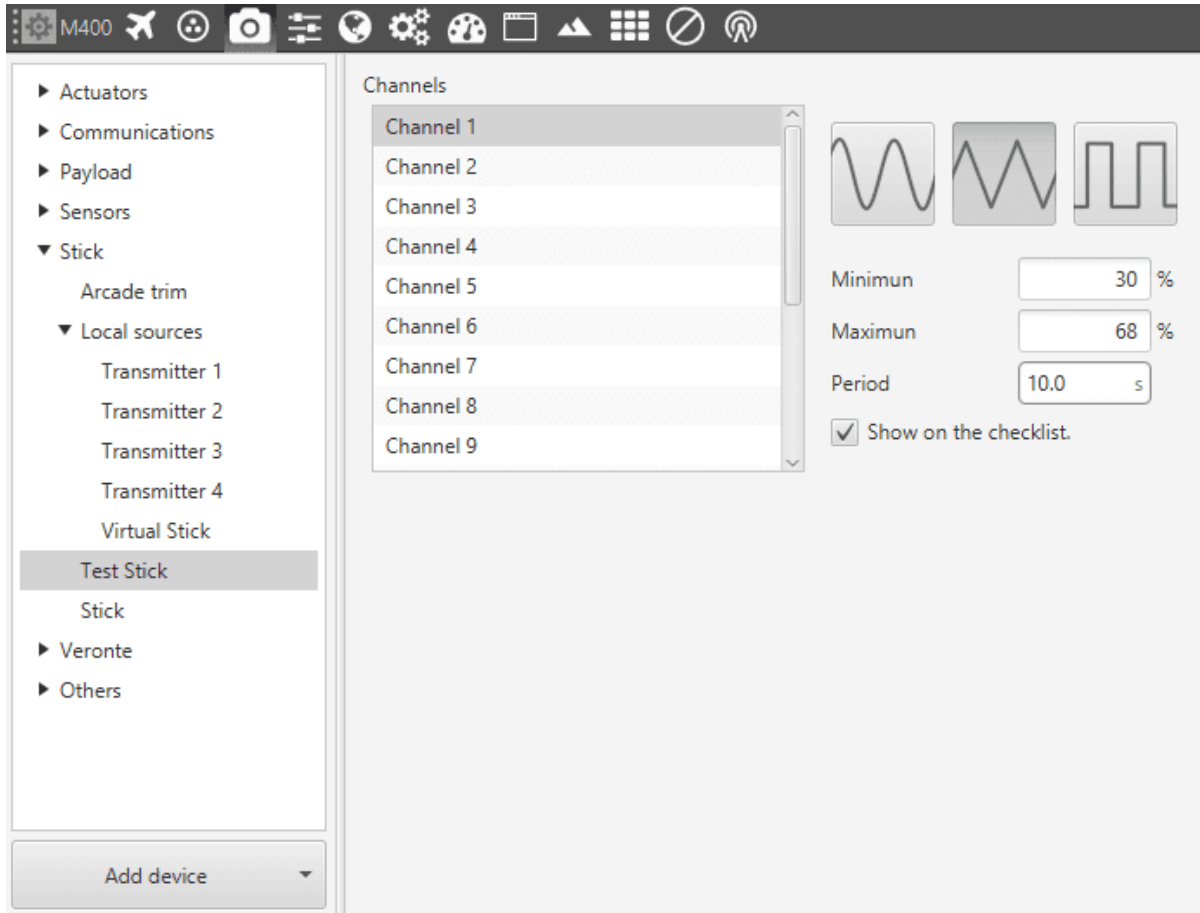 M400
Actuators
Communications
Payload
Sensors
Stick
Arcade trim
Local sources
Transmitter 1
Transmitter 2
Transmitter 3
Transmitter 4
Virtual Stick
Test Stick
Stick
Veronte
Others
Add device
Channels
Channel 1
Channel 2
Channel 3
Channel 4
Channel 5
Channel 6
Channel 7
Channel 8
Channel 9
Minimun 30 %
Maximun 68 %
Period 10.0 s
Show on the checklist.